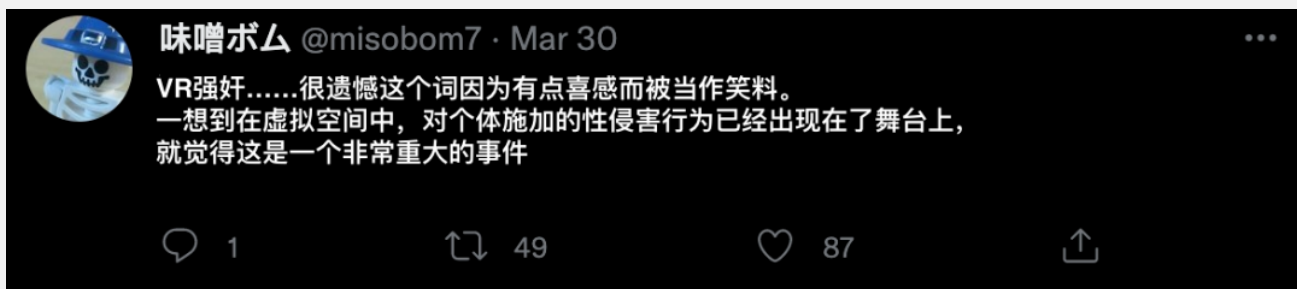 味噌ボム @misobom7 · Mar 30
VR强奸……很遗憾这个词因为有点喜感而被当作笑料。
一想到在虚拟空间中，对个体施加的性侵害行为已经出现在了舞台上，
就觉得这是一个非常重大的事件
1 49 87